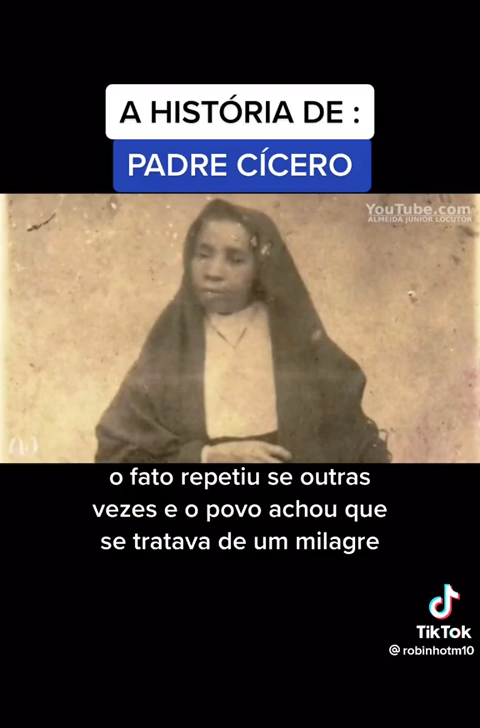 A HISTÓRIA DE :
PADRE CÍCERO
YouTube.com
ALMEIDA JUNIOR LOCUTOR
o fato repetiu se outras
vezes e o povo achou que
se tratava de um milagre
TikTok
@robinhotm10